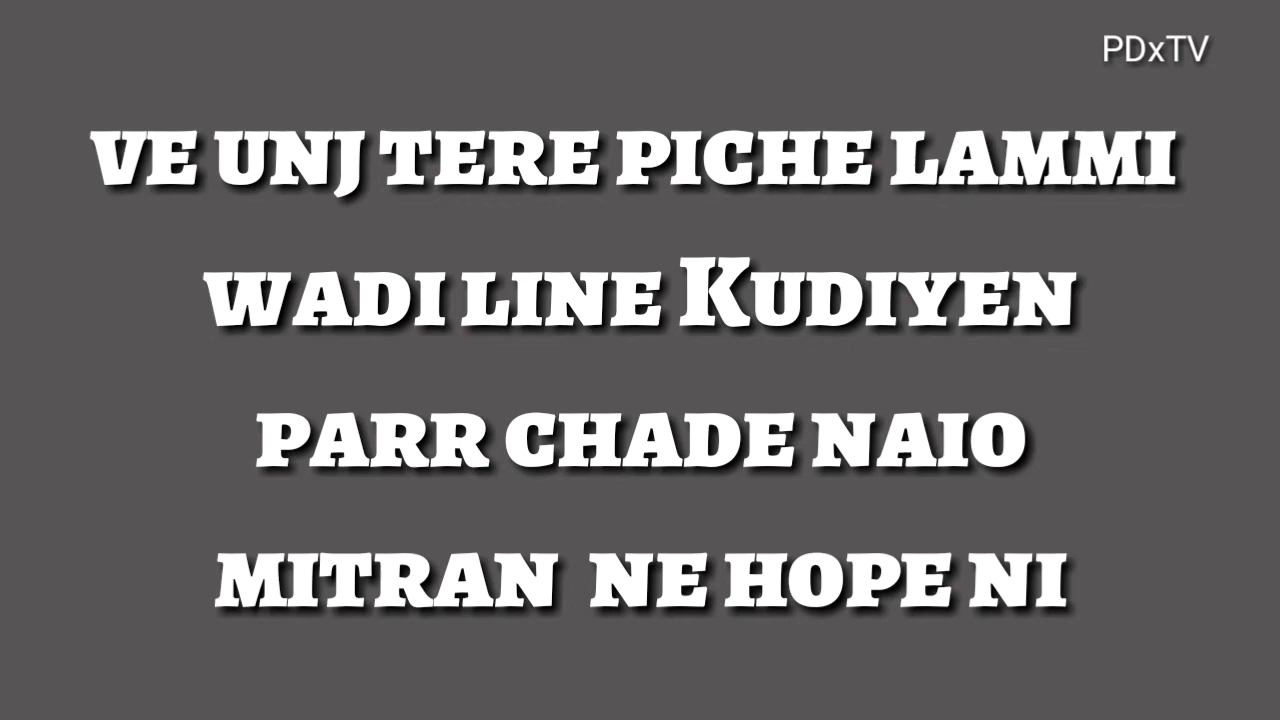 PDxTV
VE UNJ TERE PICHE LAMMI
WADI LINE KUDIYEN
PARR CHADE NAIO
MITRAN NE HOPE NI